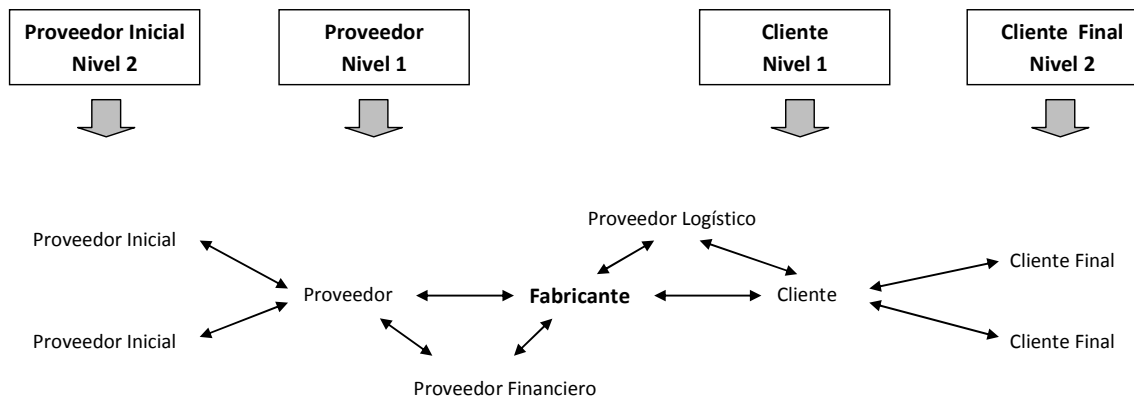 Proveedor Inicial
Nivel 2
Proveedor
Nivel 1
Cliente
Nivel 1
Cliente Final
Nivel 2
Proveedor Logístico
Proveedor Inicial
Cliente Final
Proveedor
Fabricante
Cliente
Proveedor Inicial
Cliente Final
Proveedor Financiero